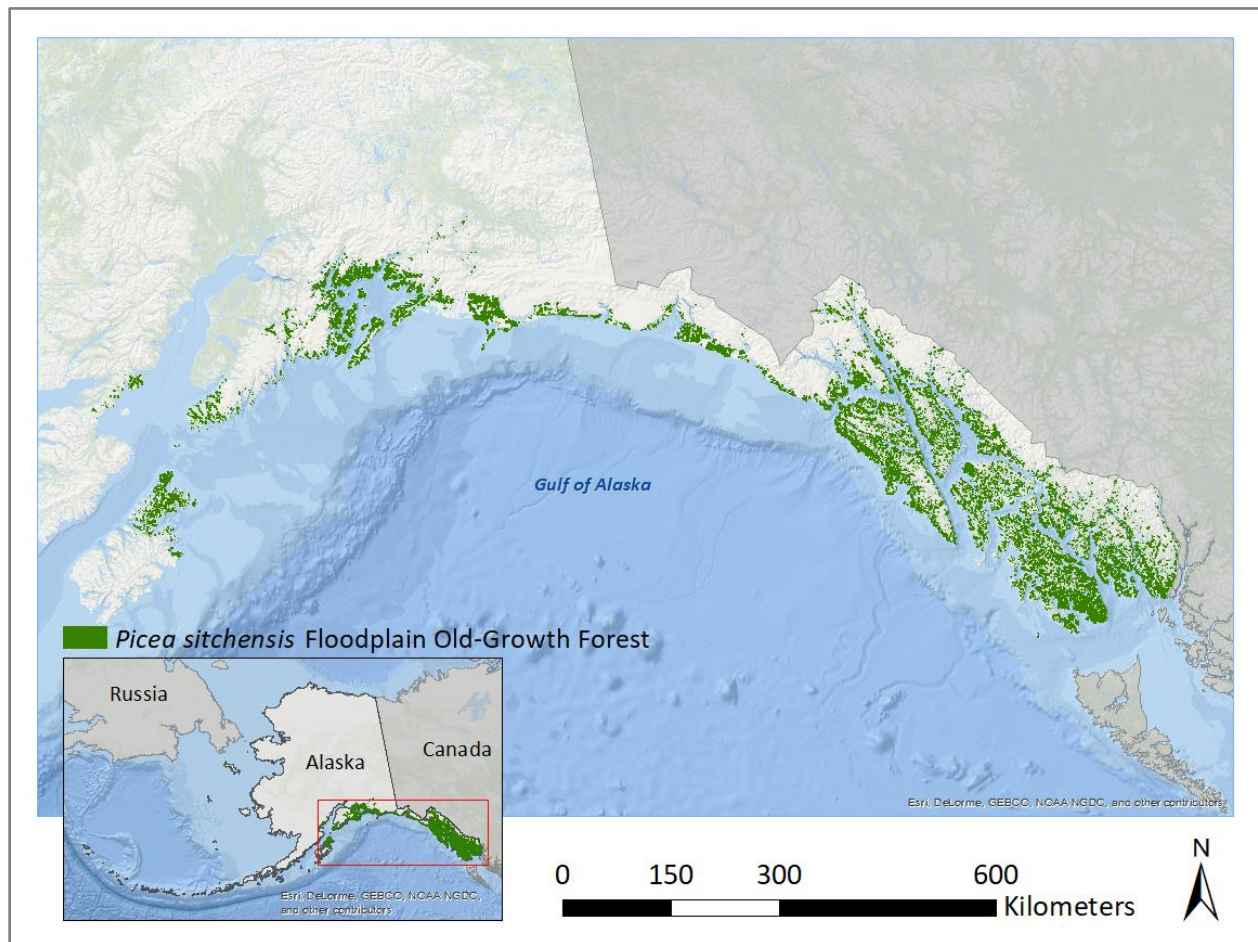 Gulf of Alaska
Picea sitchensis Floodplain Old-Growth Forest
Russia
Alaska
Canada
Esri, DeLorme, GEBCO, NOAA NGDC,
and other contributors
Esri, DeLorme, GEBCO, NOAA NGDC, and other contributors
0 150 300 600
Kilometers
N